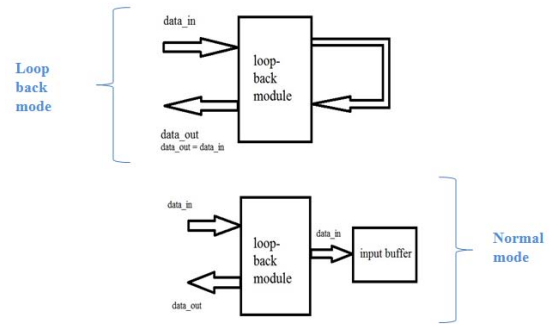 data_in
Loop
back
mode
loop-
back
module
data_out
data_out = data_in
data_in
loop-
back
module
data_in
input buffer
data_out
Normal
mode